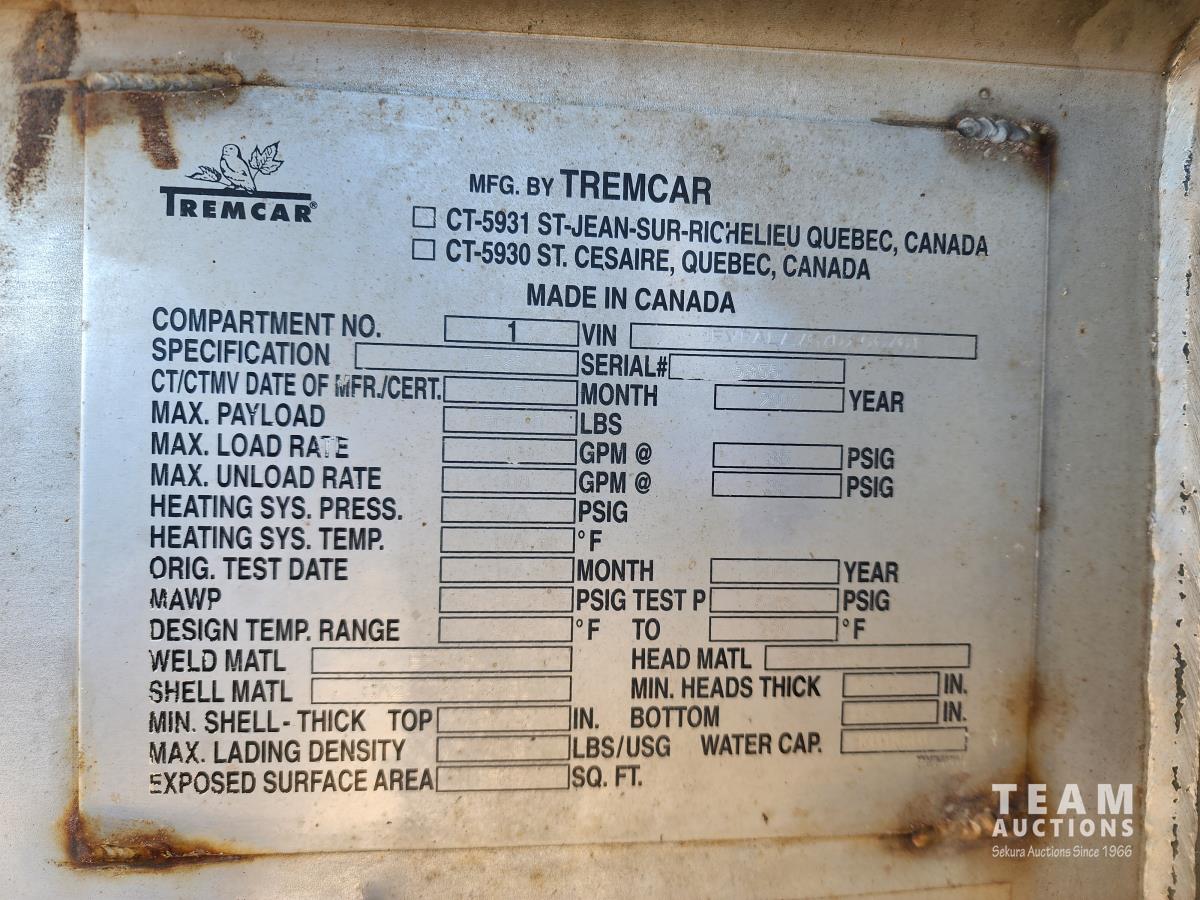 TREMCAR®
MFG. BY TREMCAR
CT-5931 ST-JEAN-SUR-RICHELIEU QUEBEC, CANADA
CT-5930 ST. CESAIRE, QUEBEC, CANADA
MADE IN CANADA
COMPARTMENT NO. 1 VIN
SPECIFICATION SERIAL#
CT/CTMV DATE OF MFR./CERT. MONTH YEAR
MAX. PAYLOAD LBS
MAX. LOAD RATE GPM @ PSIG
MAX. UNLOAD RATE GPM @ PSIG
HEATING SYS. PRESS. PSIG
HEATING SYS. TEMP. °F
ORIG. TEST DATE MONTH YEAR
MAWP PSIG TEST P PSIG
DESIGN TEMP. RANGE °F TO °F
WELD MATL HEAD MATL
SHELL MATL MIN. HEADS THICK IN.
MIN. SHELL - THICK TOP IN. BOTTOM IN.
MAX. LADING DENSITY LBS/USG WATER CAP.
EXPOSED SURFACE AREA SQ. FT.
TEAM
AUCTIONS
Sekura Auctions Since 1966